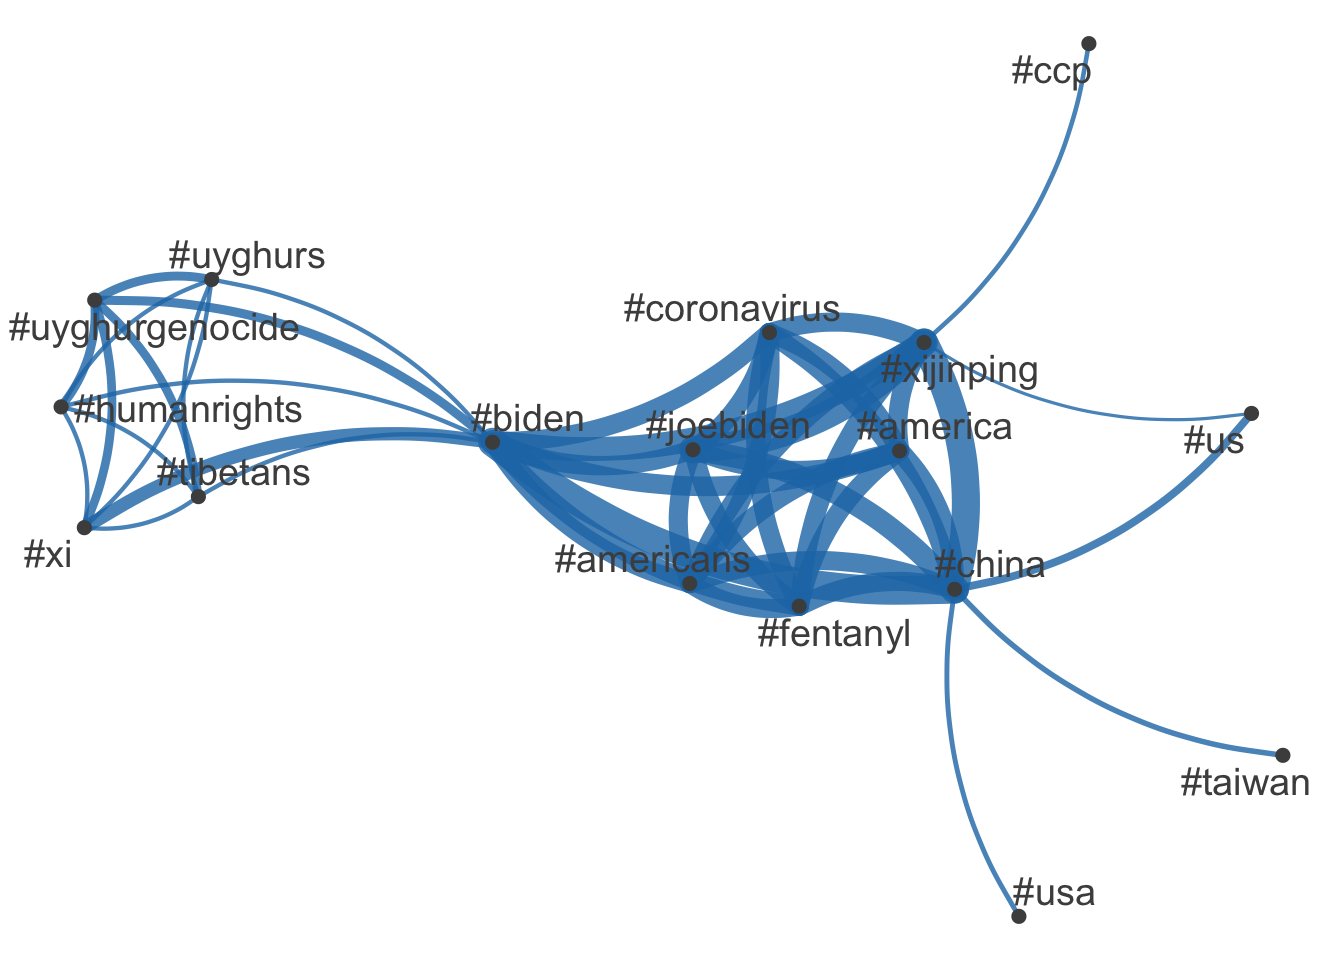 #ccp
#uyghurs
#coronavirus
#uyghurgenocide
#xijinping
#humanrights
#biden
#joebiden
#america
#us
#tibetans
#xi
#americans
#china
#fentanyl
#taiwan
#usa